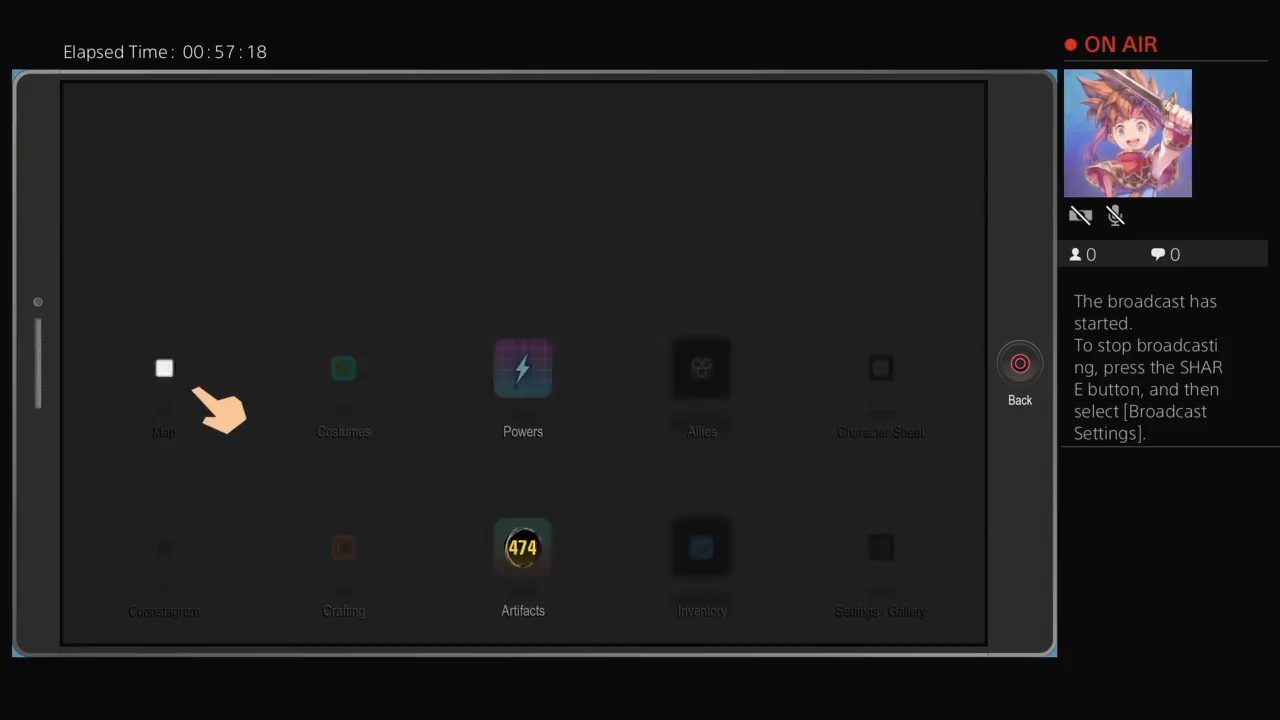 Elapsed Time: 00:57:18
ON AIR
0
0
The broadcast has
started.
To stop broadcasti
ng, press the SHAR
E button, and then
select [Broadcast
Settings].
Back
Map
Costumes
Powers
Allies
Character Sheet
474
Coonstagram
Crafting
Artifacts
Inventory
Settings / Gallery